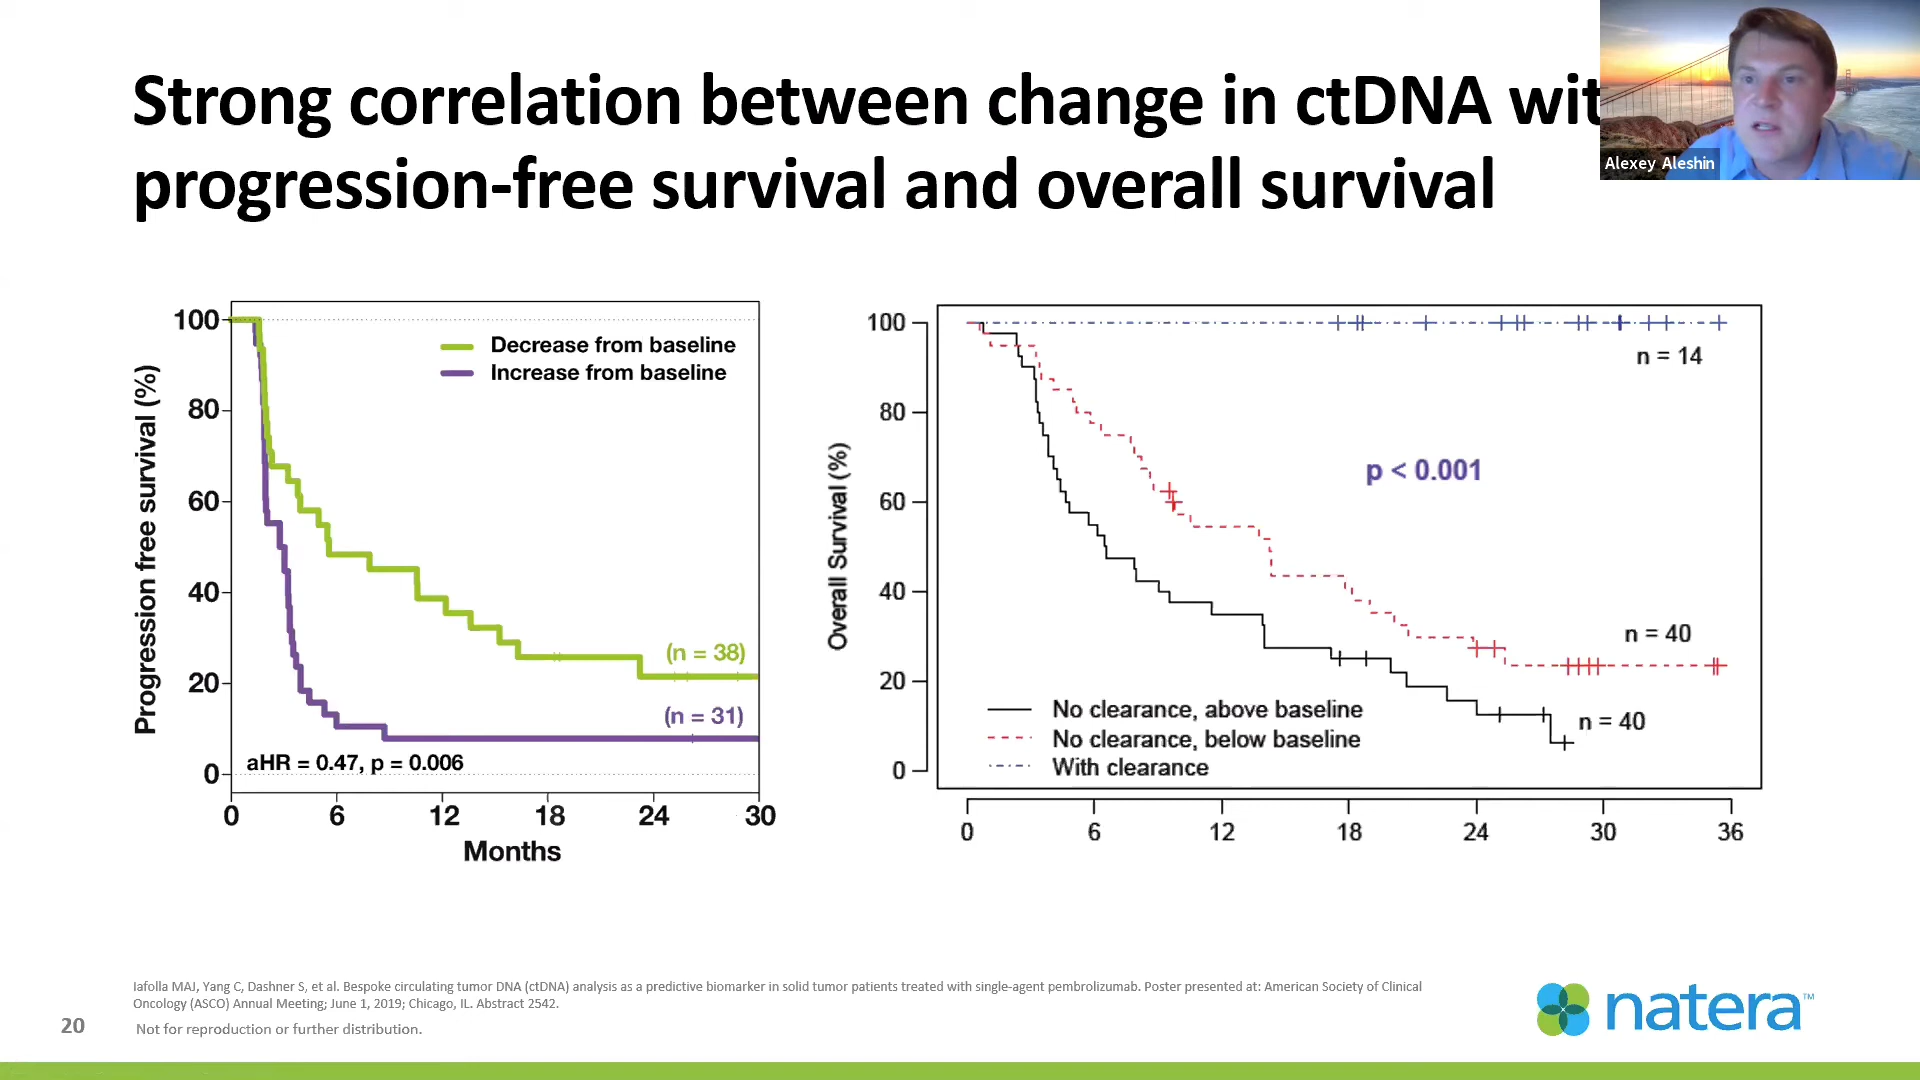 Strong correlation between change in ctDNA wit
progression-free survival and overall survival
Alexey Aleshin
Progression free survival (%)
100
80
60
40
20
0
Decrease from baseline
Increase from baseline
(n = 38)
(n = 31)
aHR = 0.47, p = 0.006
0 6 12 18 24 30
Months
Overall Survival (%)
100
80
60
40
20
0
n = 14
p < 0.001
n = 40
n = 40
No clearance, above baseline
No clearance, below baseline
With clearance
0 6 12 18 24 30 36
Iafolla MAJ, Yang C, Dashner S, et al. Bespoke circulating tumor DNA (ctDNA) analysis as a predictive biomarker in solid tumor patients treated with single-agent pembrolizumab. Poster presented at: American Society of Clinical
Oncology (ASCO) Annual Meeting; June 1, 2019; Chicago, IL. Abstract 2542.
20
Not for reproduction or further distribution.
natera™